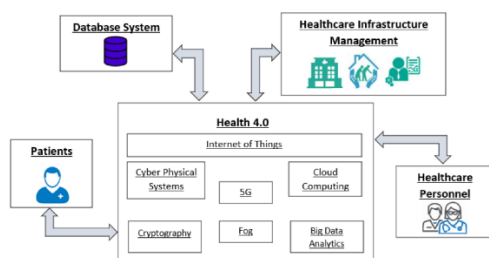 Database System
Healthcare Infrastructure
Management
Health 4.0
Internet of Things
Patients
Cyber Physical
Systems
5G
Cloud
Computing
Healthcare
Personnel
Cryptography
Fog
Big Data
Analytics